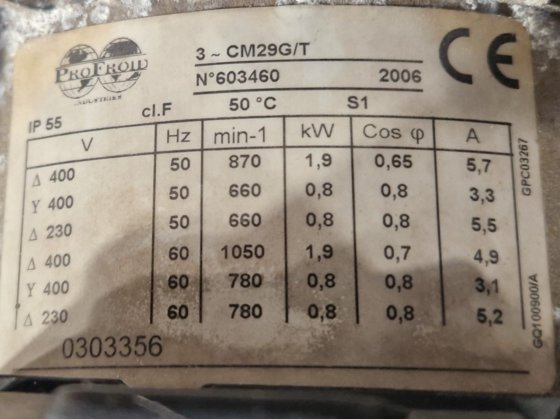 PROFROID
INDUSTRIES
3 ~ CM29G/T
N°603460 2006
CE
IP 55 cl.F 50 °C S1
V Hz min-1 kW Cos φ A
Δ 400 50 870 1,9 0,65 5,7
Y 400 50 660 0,8 0,8 3,3
Δ 230 50 660 0,8 0,8 5,5
Δ 400 60 1050 1,9 0,7 4,9
Y 400 60 780 0,8 0,8 3,1
Δ 230 60 780 0,8 0,8 5,2
0303356
GPC03267
GQ100900/A